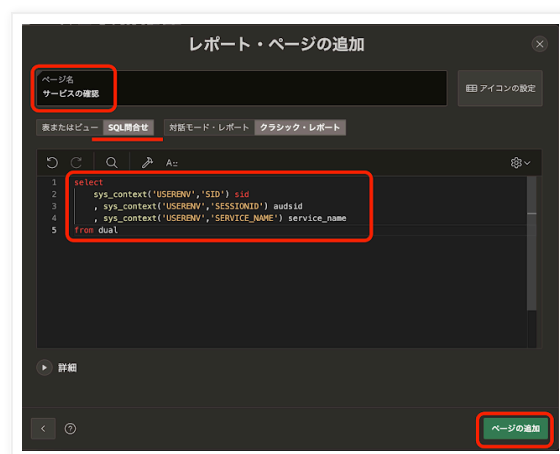 レポート・ページの追加
ページ名
サービスの確認
アイコンの設定
表またはビュー SQL問合せ 対話モード・レポート クラシック・レポート
A::
1 select
2 sys_context('USERENV','SID') sid
3 , sys_context('USERENV','SESSIONID') audsid
4 , sys_context('USERENV','SERVICE_NAME') service_name
5 from dual
詳細
ページの追加